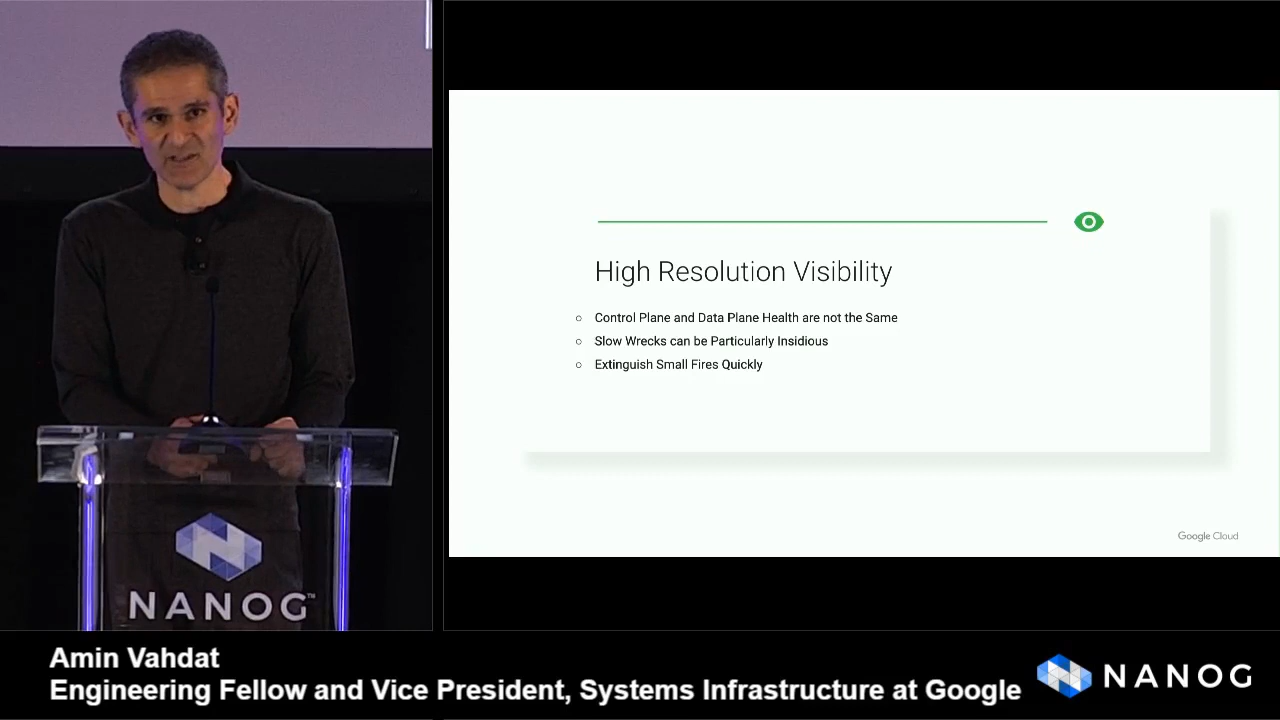 High Resolution Visibility
○ Control Plane and Data Plane Health are not the Same
○ Slow Wrecks can be Particularly Insidious
○ Extinguish Small Fires Quickly
Google Cloud
NANOG™
Amin Vahdat
Engineering Fellow and Vice President, Systems Infrastructure at Google
NANOG